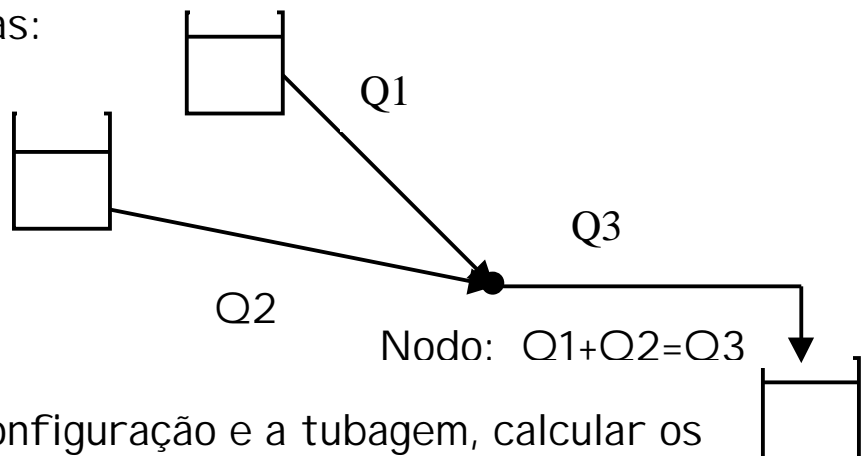 as:
Q1
Q3
Q2
Nodo: Q1+Q2=Q3
onfiguração e a tubagem, calcular os